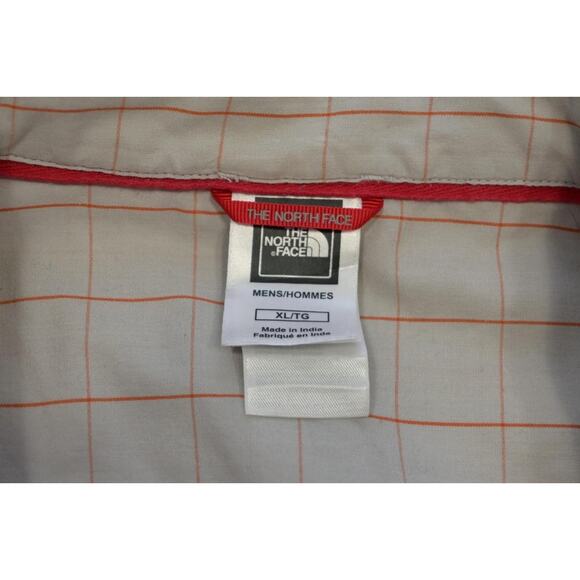 THE NORTH FACE
THE
NORTH
FACE
MENS/HOMMES
XL/TG
Made in India
Fabriqué en Inde